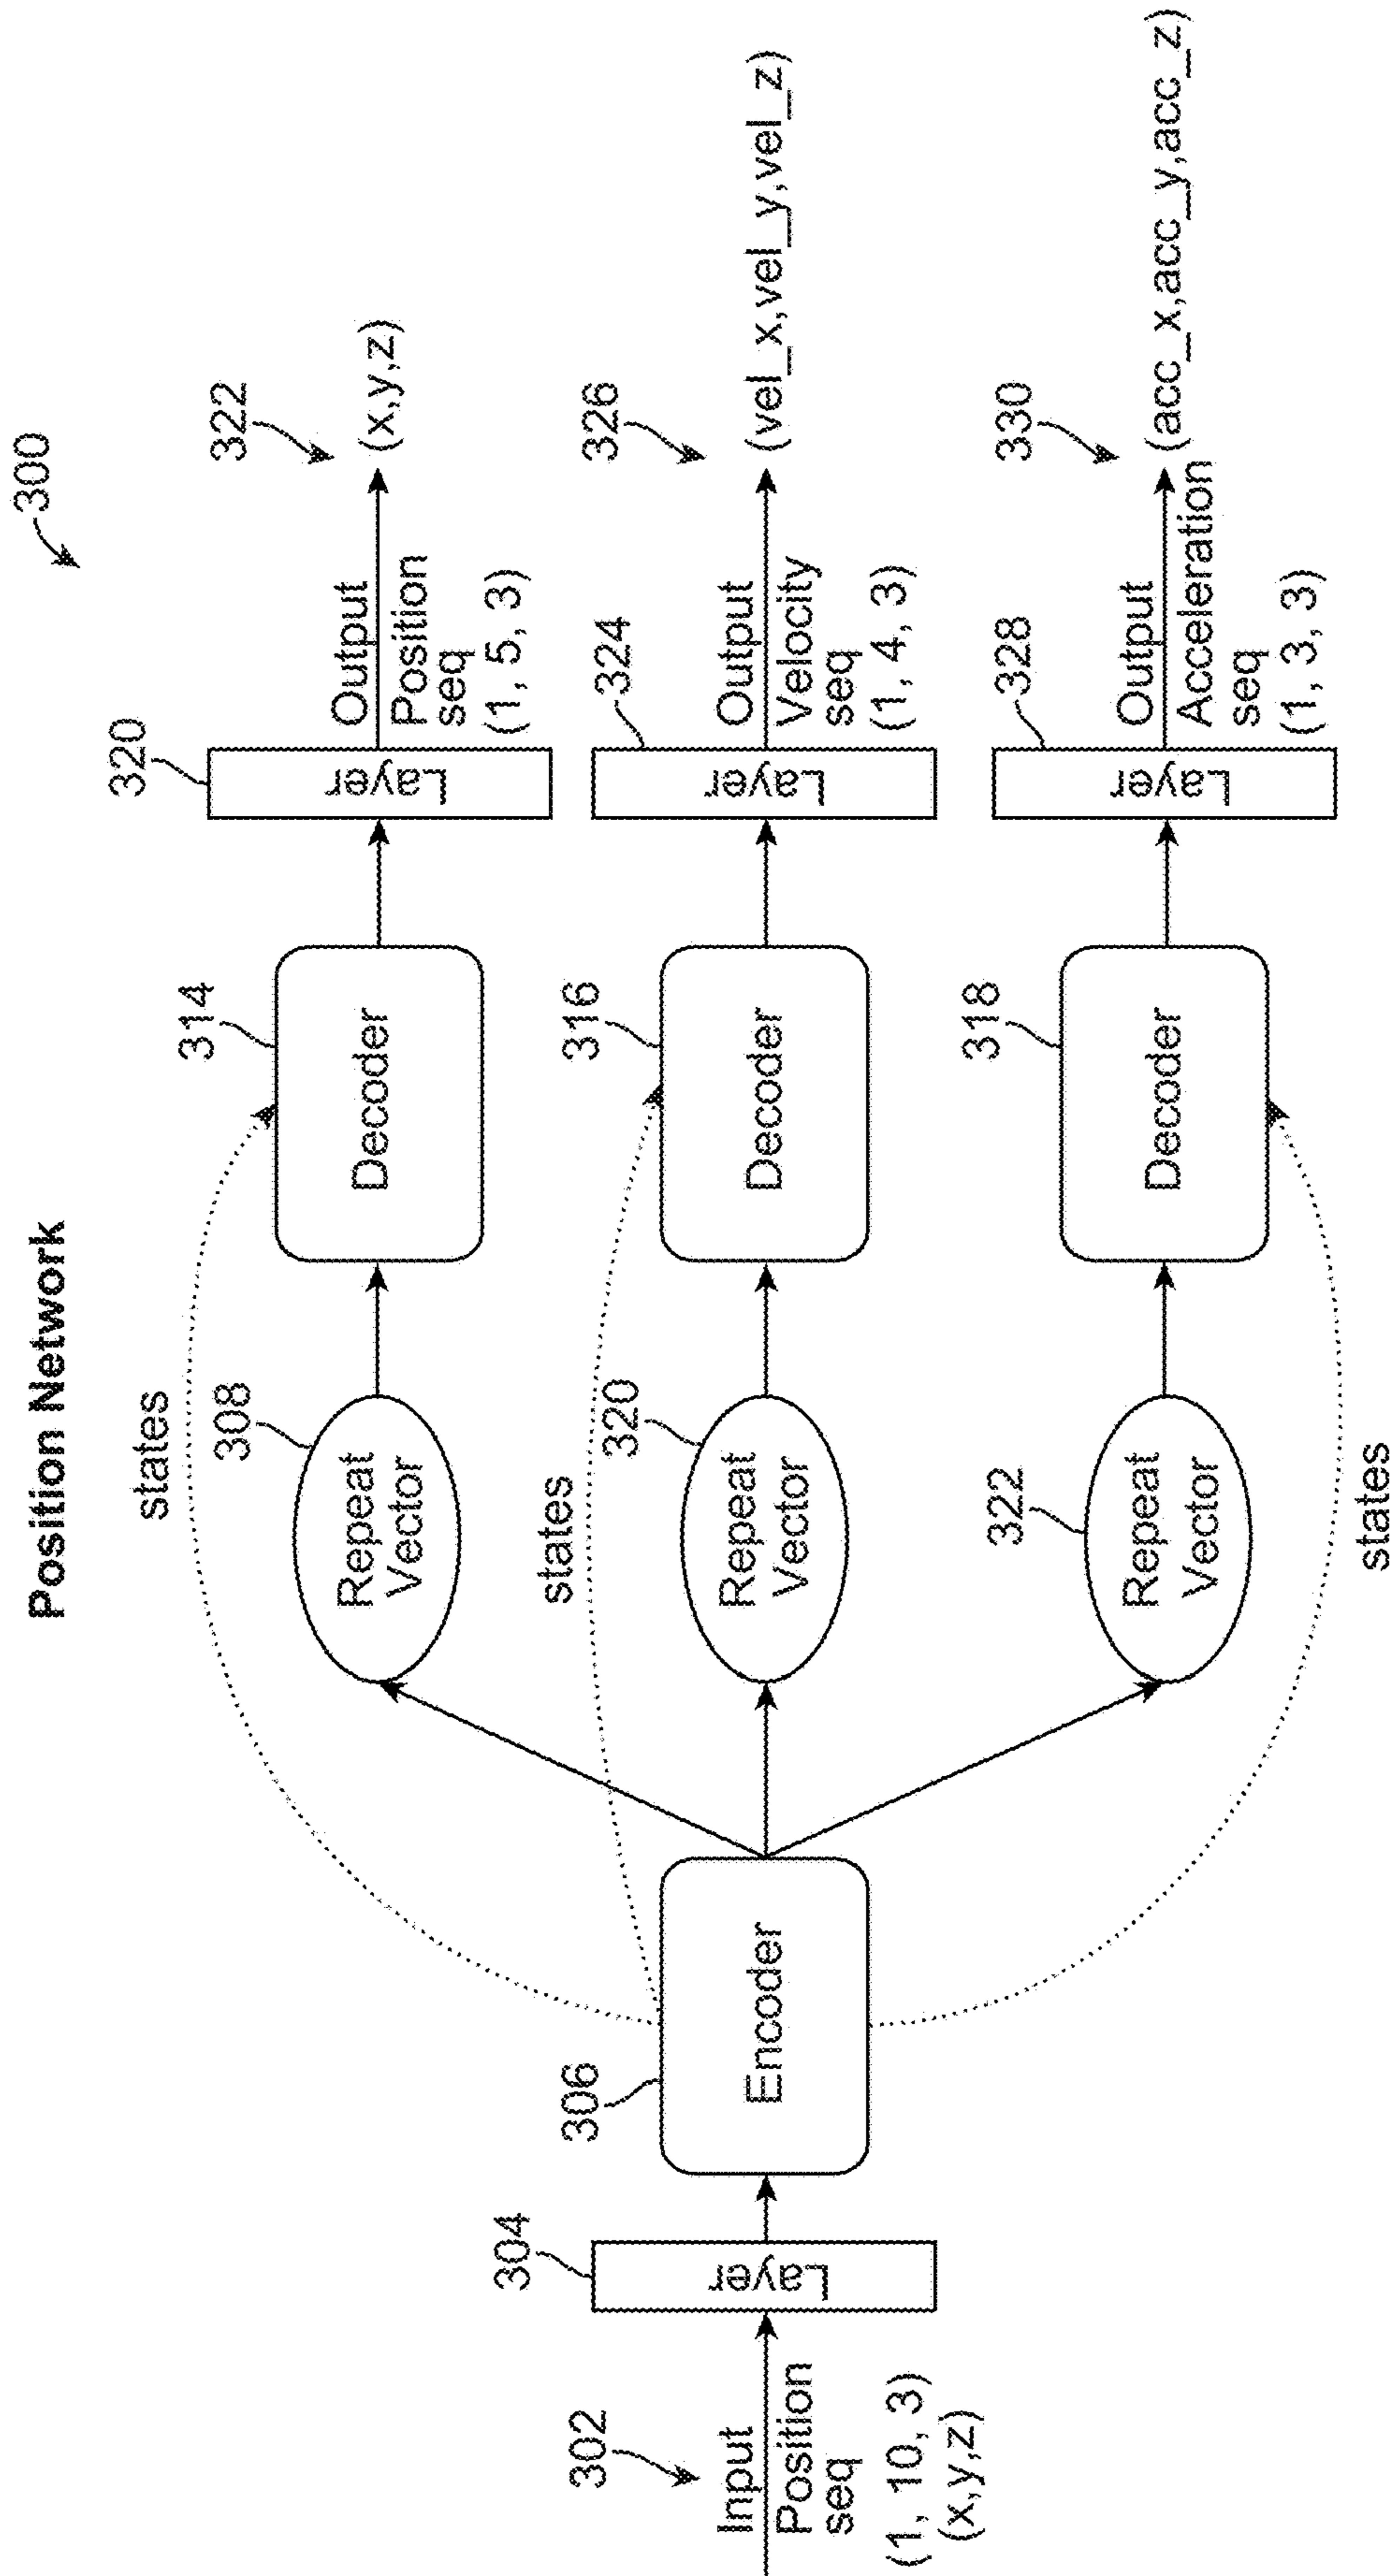 300
Position Network
302
Input
Position
seq
(1, 10, 3)
(x,y,z)
304
Layer
306
Encoder
states
308
Repeat
Vector
314
Decoder
320
Layer
Output
Position
seq
(1, 5, 3)
322
(x,y,z)
states
320
Repeat
Vector
316
Decoder
324
Layer
Output
Velocity
seq
(1, 4, 3)
326
(vel_x,vel_y,vel_z)
states
322
Repeat
Vector
318
Decoder
328
Layer
Output
Acceleration
seq
(1, 3, 3)
330
(acc_x,acc_y,acc_z)